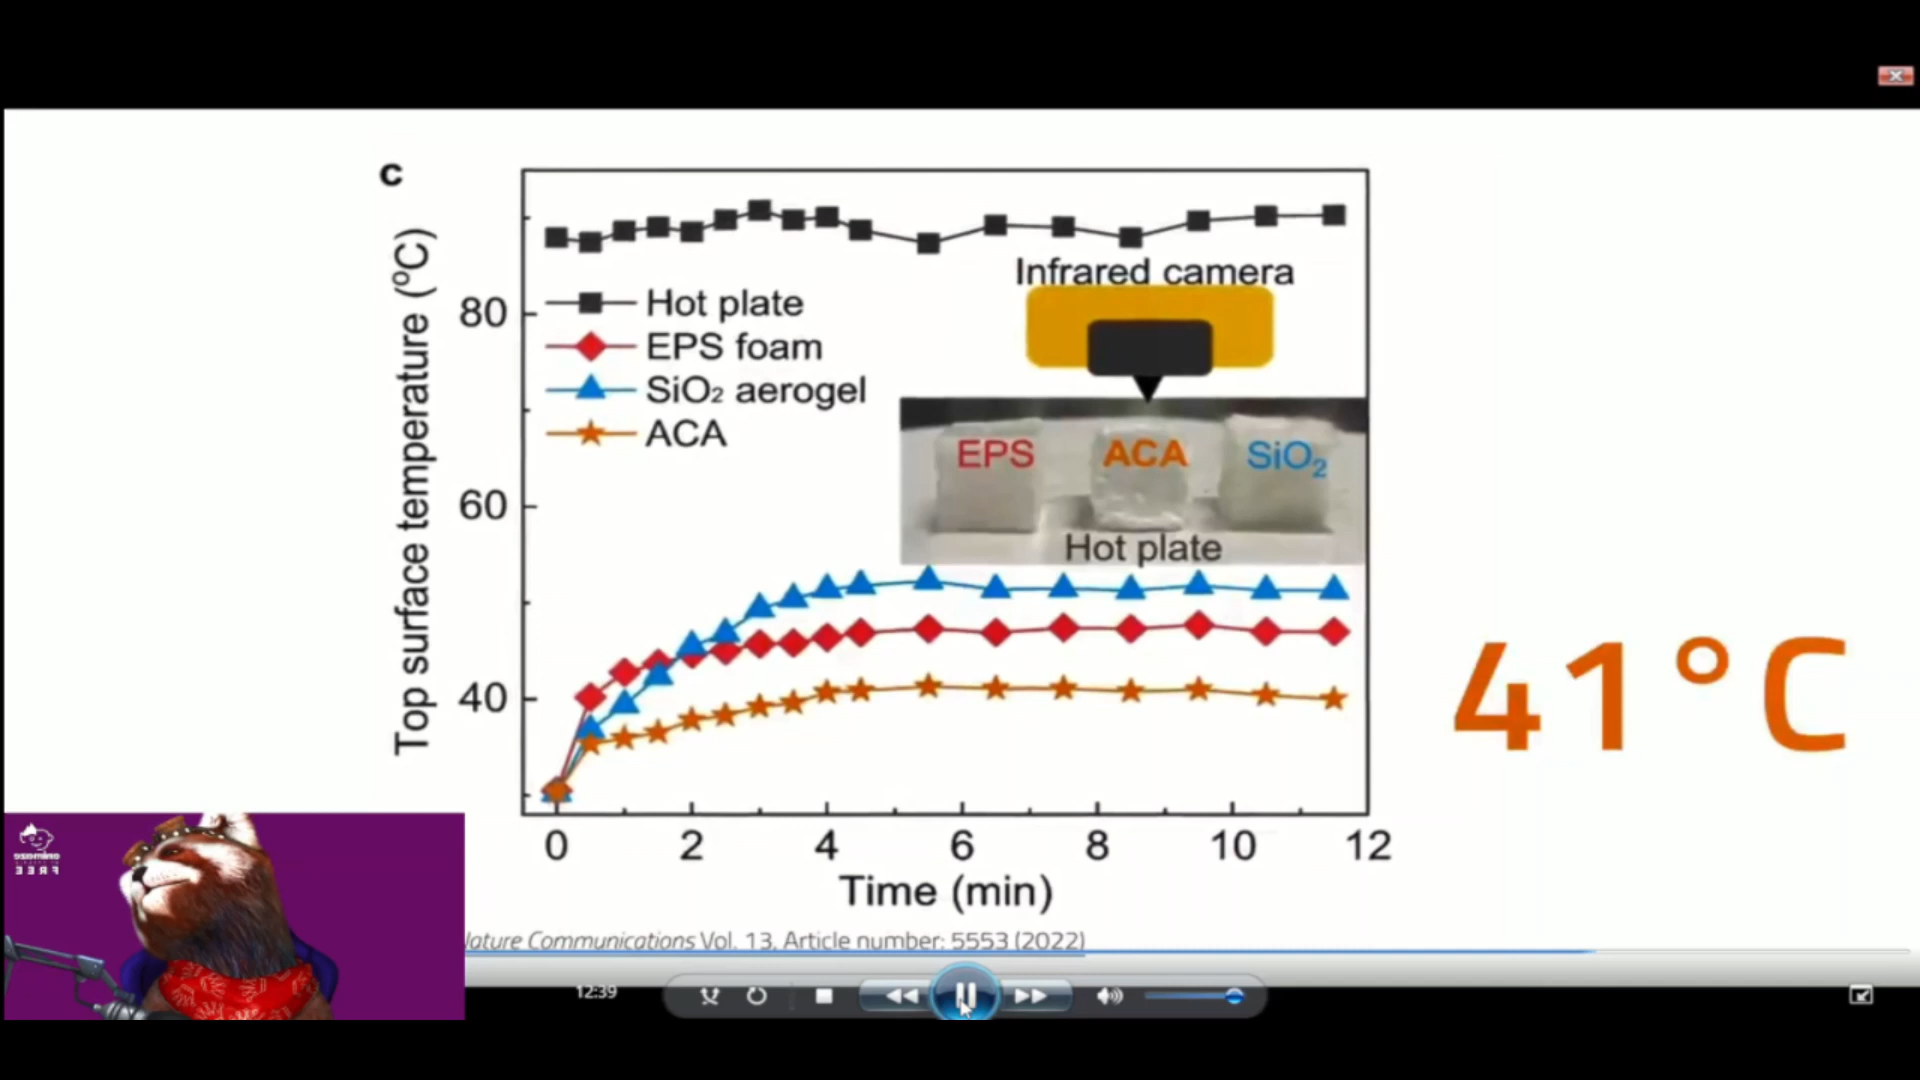 c
Top surface temperature (⁰C)
80
60
40
Hot plate
EPS foam
SiO₂ aerogel
ACA
Infrared camera
EPS
ACA
SiO₂
Hot plate
41°C
0 2 4 6 8 10 12
Time (min)
Communications Vol. 13, Article number: 5553 (2022)
12:39
FREE